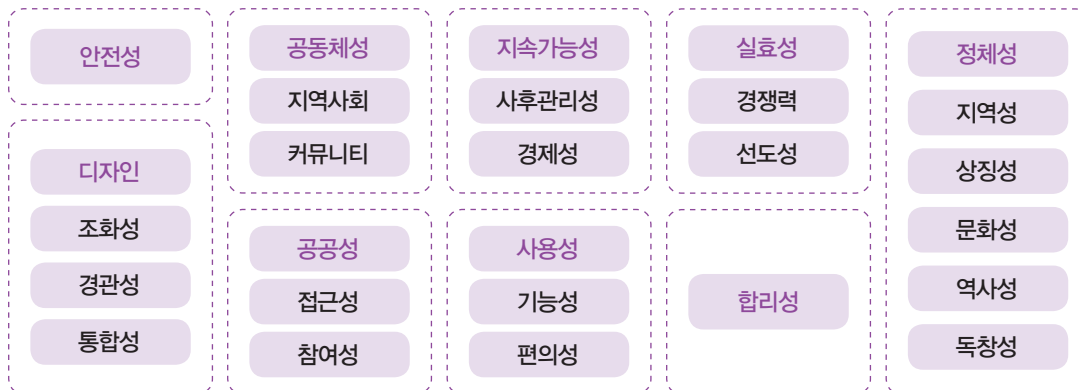 안전성
디자인
조화성
경관성
통합성
공동체성
지역사회
커뮤니티
공공성
접근성
참여성
지속가능성
사후관리성
경제성
사용성
기능성
편의성
실효성
경쟁력
선도성
합리성
정체성
지역성
상징성
문화성
역사성
독창성